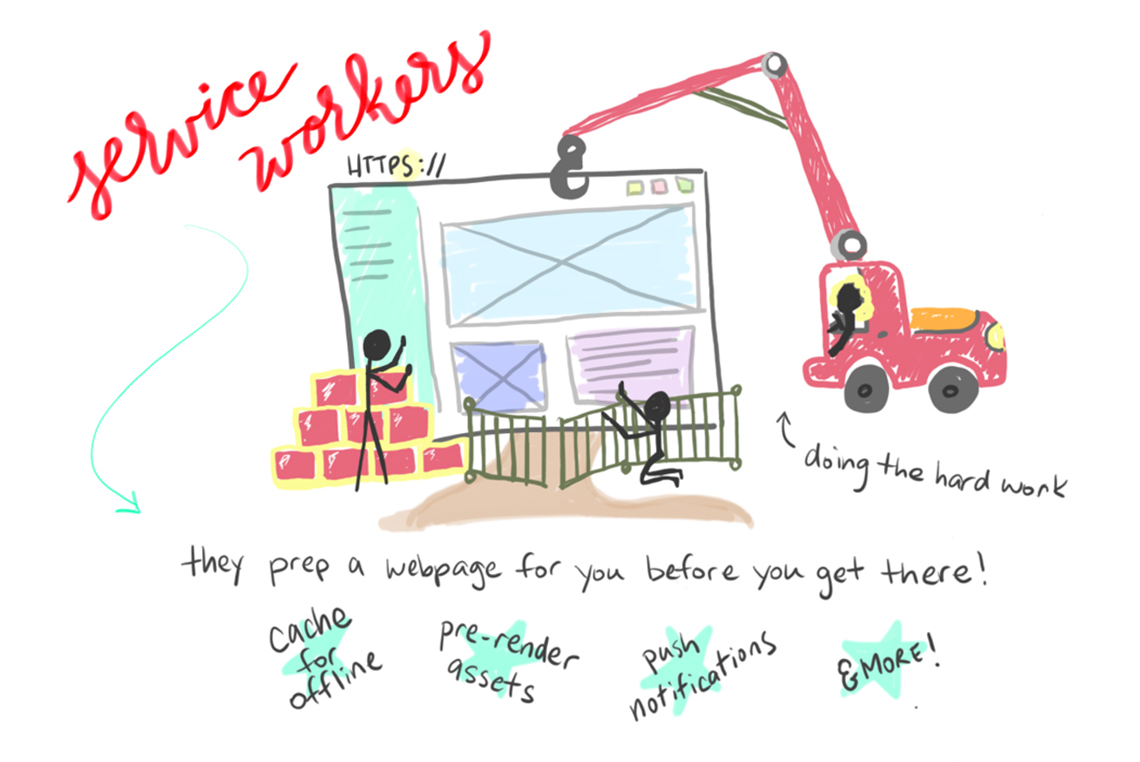 service
workers
HTTPS://
doing the hard work
they prep a webpage for you before you get there!
cache
for
offline
pre-render
assets
push
notifications
& MORE!